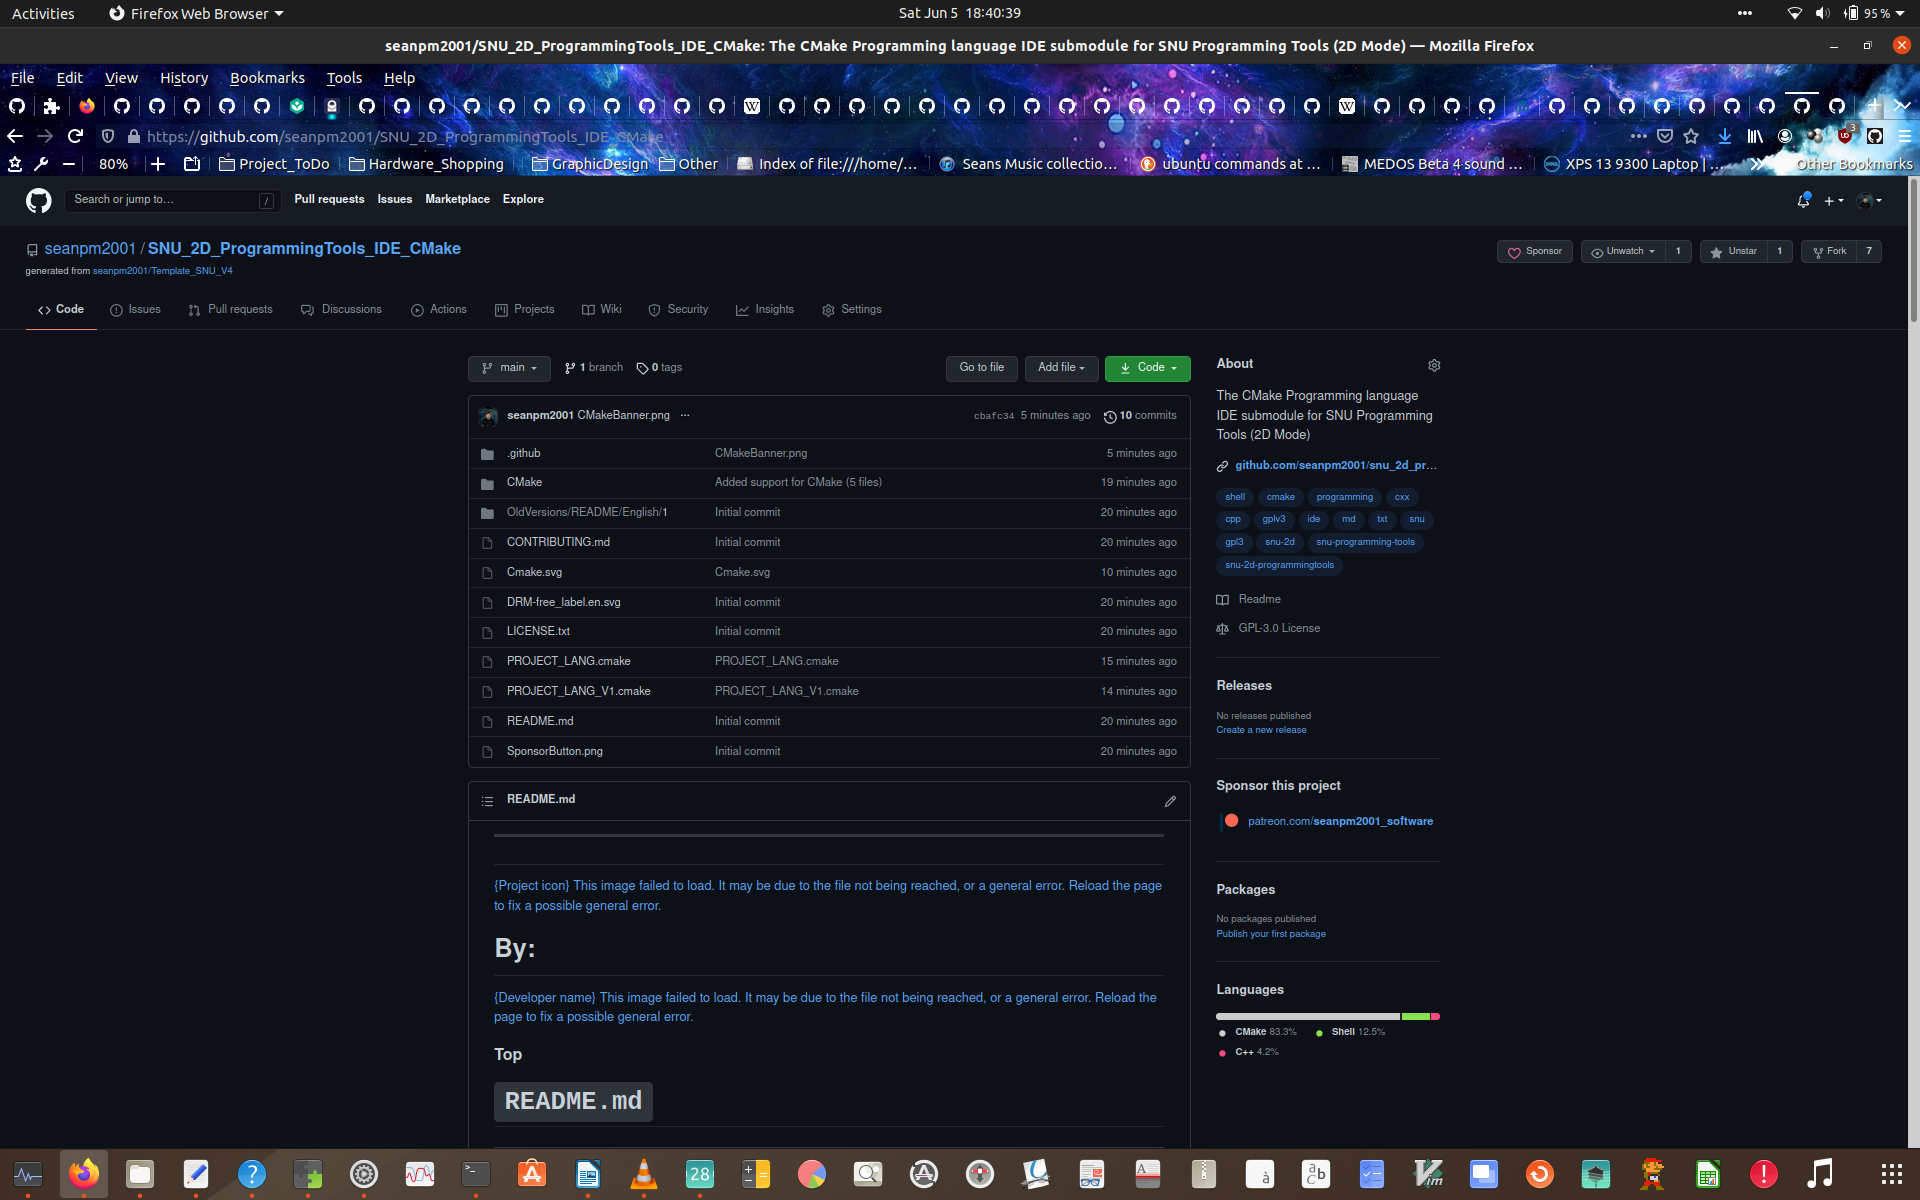 Activities
Firefox Web Browser
Sat Jun 5 18:40:39
95 %
seanpm2001/SNU_2D_ProgrammingTools_IDE_CMake: The CMake Programming language IDE submodule for SNU Programming Tools (2D Mode) — Mozilla Firefox
File Edit View History Bookmarks Tools Help
https://github.com/seanpm2001/SNU_2D_ProgrammingTools_IDE_CMake
3
80%
Project_ToDo
Hardware_Shopping
GraphicDesign
Other
Index of file:///home/…
Seans Music collectio…
ubuntu commands at …
MEDOS Beta 4 sound …
XPS 13 9300 Laptop | …
Other Bookmarks
Search or jump to… /
Pull requests Issues Marketplace Explore
seanpm2001 / SNU_2D_ProgrammingTools_IDE_CMake
generated from seanpm2001/Template_SNU_V4
Sponsor
Unwatch 1
Unstar 1
Fork 7
Code
Issues
Pull requests
Discussions
Actions
Projects
Wiki
Security
Insights
Settings
main
1 branch
0 tags
Go to file
Add file
Code
seanpm2001 CMakeBanner.png ··· cbafc34 5 minutes ago 10 commits
.github CMakeBanner.png 5 minutes ago
CMake Added support for CMake (5 files) 19 minutes ago
OldVersions/README/English/1 Initial commit 20 minutes ago
CONTRIBUTING.md Initial commit 20 minutes ago
Cmake.svg Cmake.svg 10 minutes ago
DRM-free_label.en.svg Initial commit 20 minutes ago
LICENSE.txt Initial commit 20 minutes ago
PROJECT_LANG.cmake PROJECT_LANG.cmake 15 minutes ago
PROJECT_LANG_V1.cmake PROJECT_LANG_V1.cmake 14 minutes ago
README.md Initial commit 20 minutes ago
SponsorButton.png Initial commit 20 minutes ago
README.md
{Project icon} This image failed to load. It may be due to the file not being reached, or a general error. Reload the page
to fix a possible general error.
By:
{Developer name} This image failed to load. It may be due to the file not being reached, or a general error. Reload the
page to fix a possible general error.
Top
README.md
About
The CMake Programming language
IDE submodule for SNU Programming
Tools (2D Mode)
github.com/seanpm2001/snu_2d_pr…
shell cmake programming cxx
cpp gplv3 ide md txt snu
gpl3 snu-2d snu-programming-tools
snu-2d-programmingtools
Readme
GPL-3.0 License
Releases
No releases published
Create a new release
Sponsor this project
patreon.com/seanpm2001_software
Packages
No packages published
Publish your first package
Languages
CMake 83.3% Shell 12.5%
C++ 4.2%
28